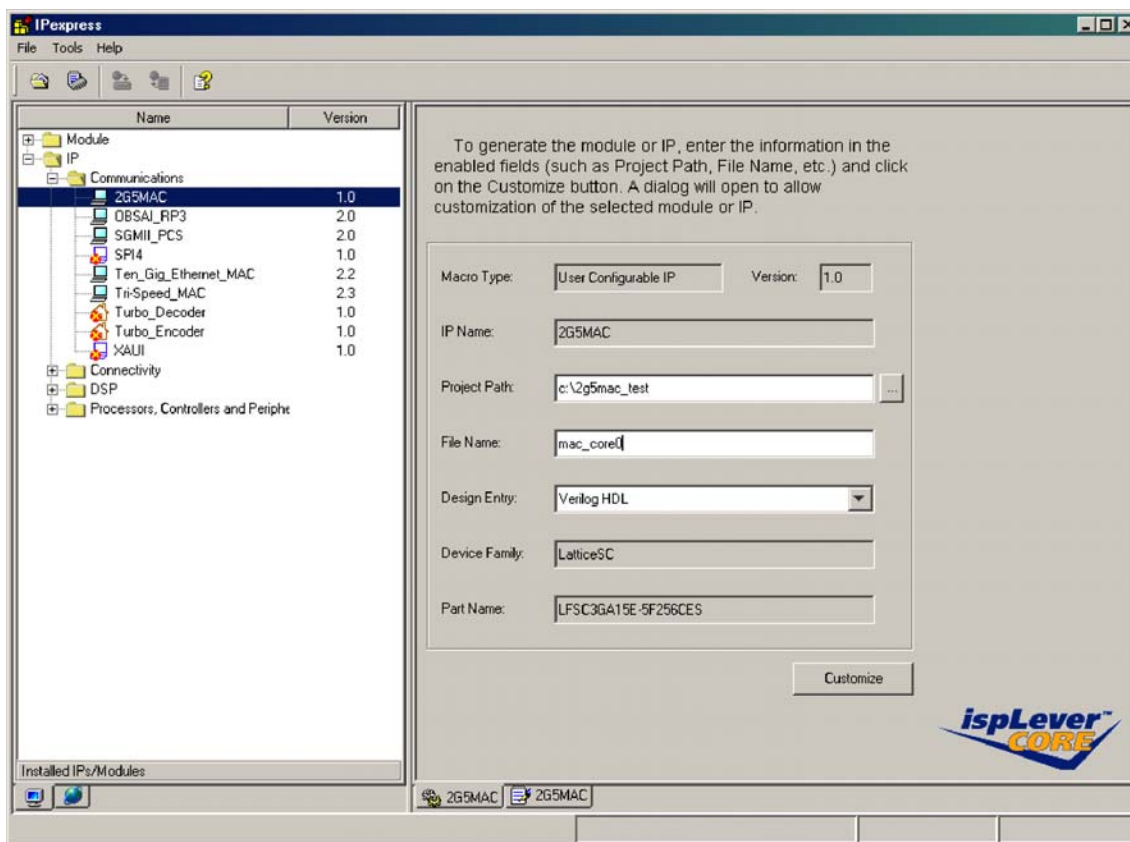 IPexpress
File Tools Help
Name Version
Module
IP
Communications
2G5MAC 1.0
OBSAI_RP3 2.0
SGMII_PCS 2.0
SPI4 1.0
Ten_Gig_Ethernet_MAC 2.2
Tri-Speed_MAC 2.3
Turbo_Decoder 1.0
Turbo_Encoder 1.0
XAUI 1.0
Connectivity
DSP
Processors, Controllers and Periphe
Installed IPs/Modules
To generate the module or IP, enter the information in the
enabled fields (such as Project Path, File Name, etc.) and click
on the Customize button. A dialog will open to allow
customization of the selected module or IP.
Macro Type: User Configurable IP Version: 1.0
IP Name: 2G5MAC
Project Path: c:\2g5mac_test ...
File Name: mac_core0
Design Entry: Verilog HDL
Device Family: LatticeSC
Part Name: LFSC3GA15E-5F256CES
Customize
ispLever™
CORE
2G5MAC 2G5MAC